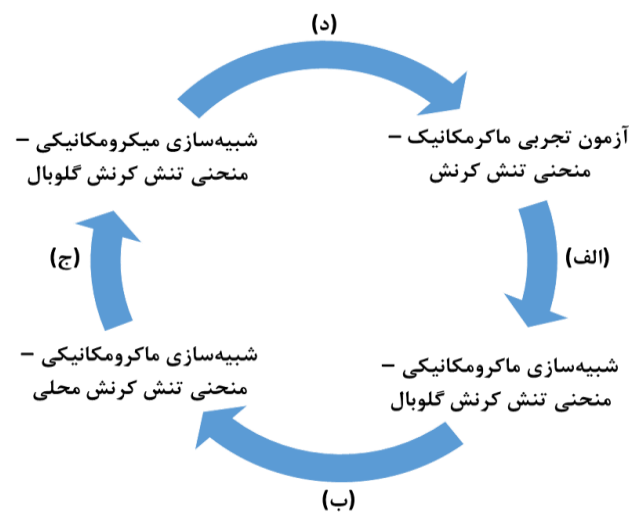 (د)
آزمون تجربی ماکرمکانیک –
منحنی تنش کرنش
(الف)
شبیه‌سازی ماکرومکانیکی –
منحنی تنش کرنش گلوبال
(ب)
شبیه‌سازی ماکرومکانیکی –
منحنی تنش کرنش محلی
(ج)
شبیه‌سازی میکرومکانیکی –
منحنی تنش کرنش گلوبال